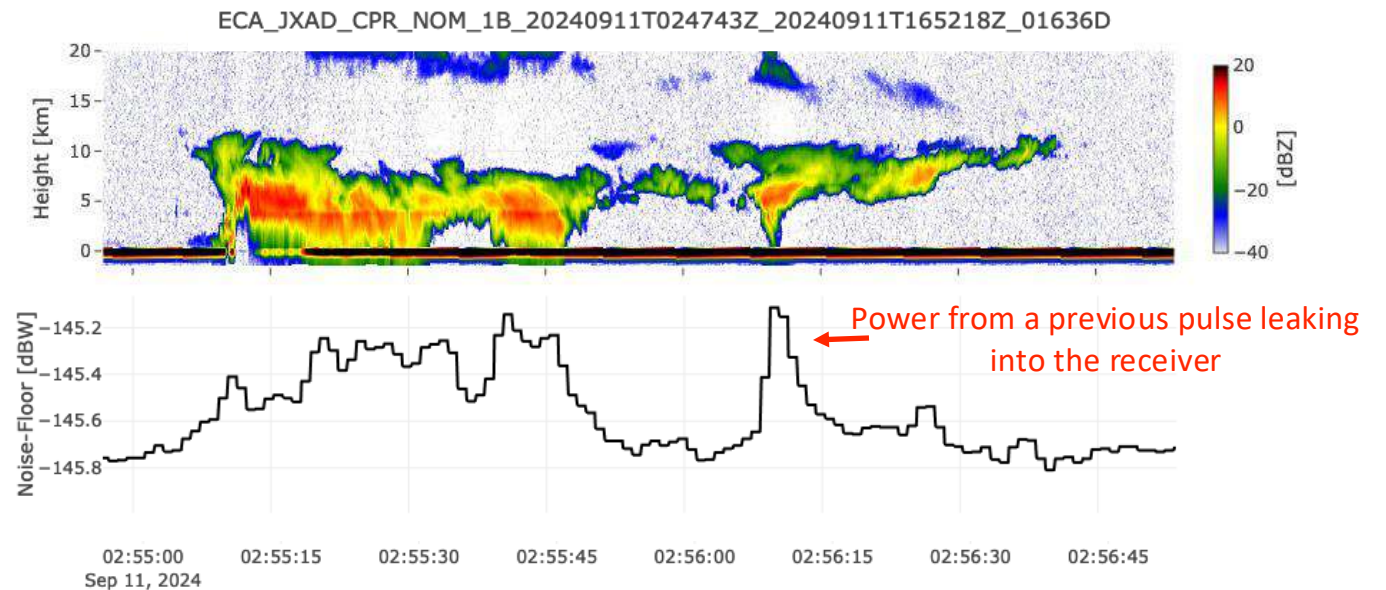 ECA_JXAD_CPR_NOM_1B_20240911T024743Z_20240911T165218Z_01636D
20
15
10
5
0
Height [km]
20
0
−20
−40
[dBZ]
Power from a previous pulse leaking
into the receiver
−145.2
−145.4
−145.6
−145.8
Noise-Floor [dBW]
02:55:00 02:55:15 02:55:30 02:55:45 02:56:00 02:56:15 02:56:30 02:56:45
Sep 11, 2024